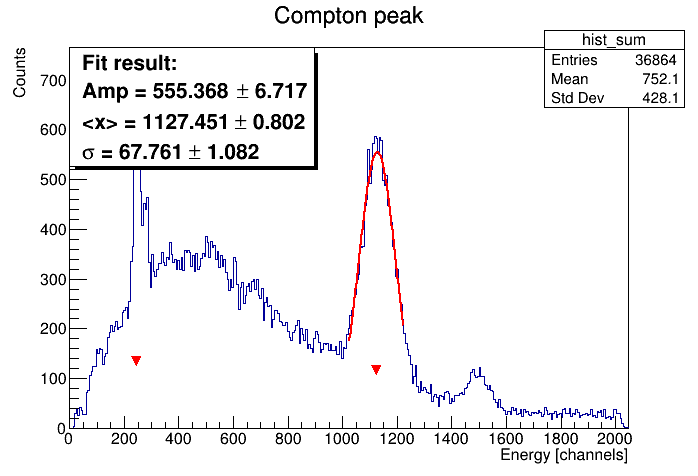 Compton peak
hist_sum
Entries 36864
Mean 752.1
Std Dev 428.1
Fit result:
Amp = 555.368 ± 6.717
<x> = 1127.451 ± 0.802
σ = 67.761 ± 1.082
Counts
700
600
500
400
300
200
100
0
0 200 400 600 800 1000 1200 1400 1600 1800 2000
Energy [channels]